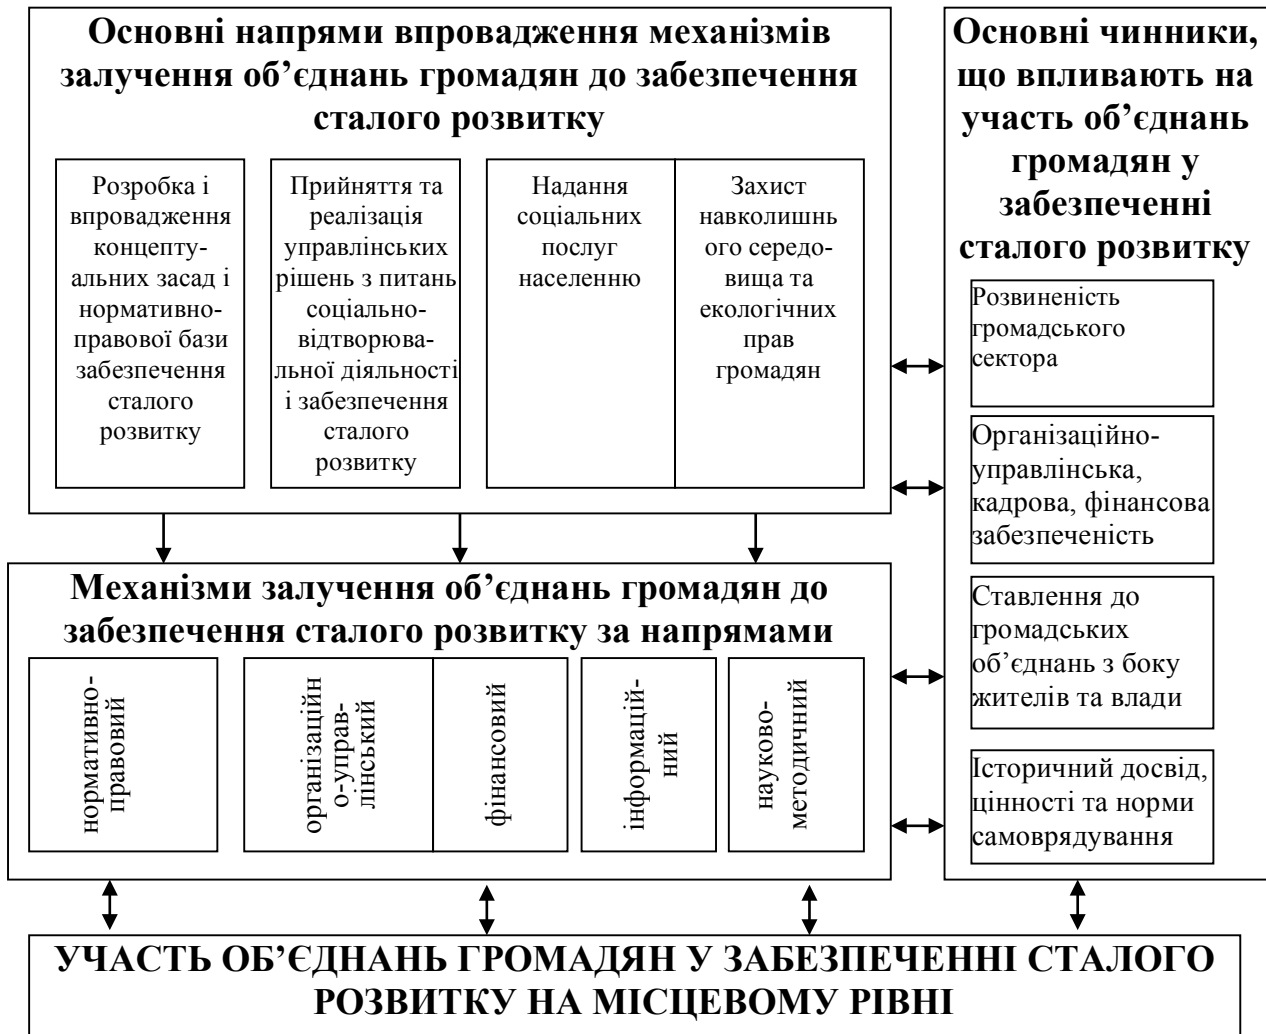 Основні напрями впровадження механізмів
залучення об’єднань громадян до забезпечення
сталого розвитку
Розробка і
впровадження
концепту-
альних засад і
нормативно-
правової бази
забезпечення
сталого
розвитку
Прийняття та
реалізація
управлінських
рішень з питань
соціально-
відтворюва-
льної діяльності
і забезпечення
сталого
розвитку
Надання
соціальних
послуг
населенню
Захист
навколишнь
ого середо-
вища та
екологічних
прав
громадян
Основні чинники,
що впливають на
участь об’єднань
громадян у
забезпеченні
сталого розвитку
Розвиненість
громадського
сектора
Організаційно-
управлінська,
кадрова, фінансова
забезпеченість
Ставлення до
громадських
об’єднань з боку
жителів та влади
Історичний досвід,
цінності та норми
самоврядування
Механізми залучення об’єднань громадян до
забезпечення сталого розвитку за напрямами
нормативно-
правовий
організаційн
о-управ-
лінський
фінансовий
інформацій-
ний
науково-
методичний
УЧАСТЬ ОБ’ЄДНАНЬ ГРОМАДЯН У ЗАБЕЗПЕЧЕННІ СТАЛОГО
РОЗВИТКУ НА МІСЦЕВОМУ РІВНІ